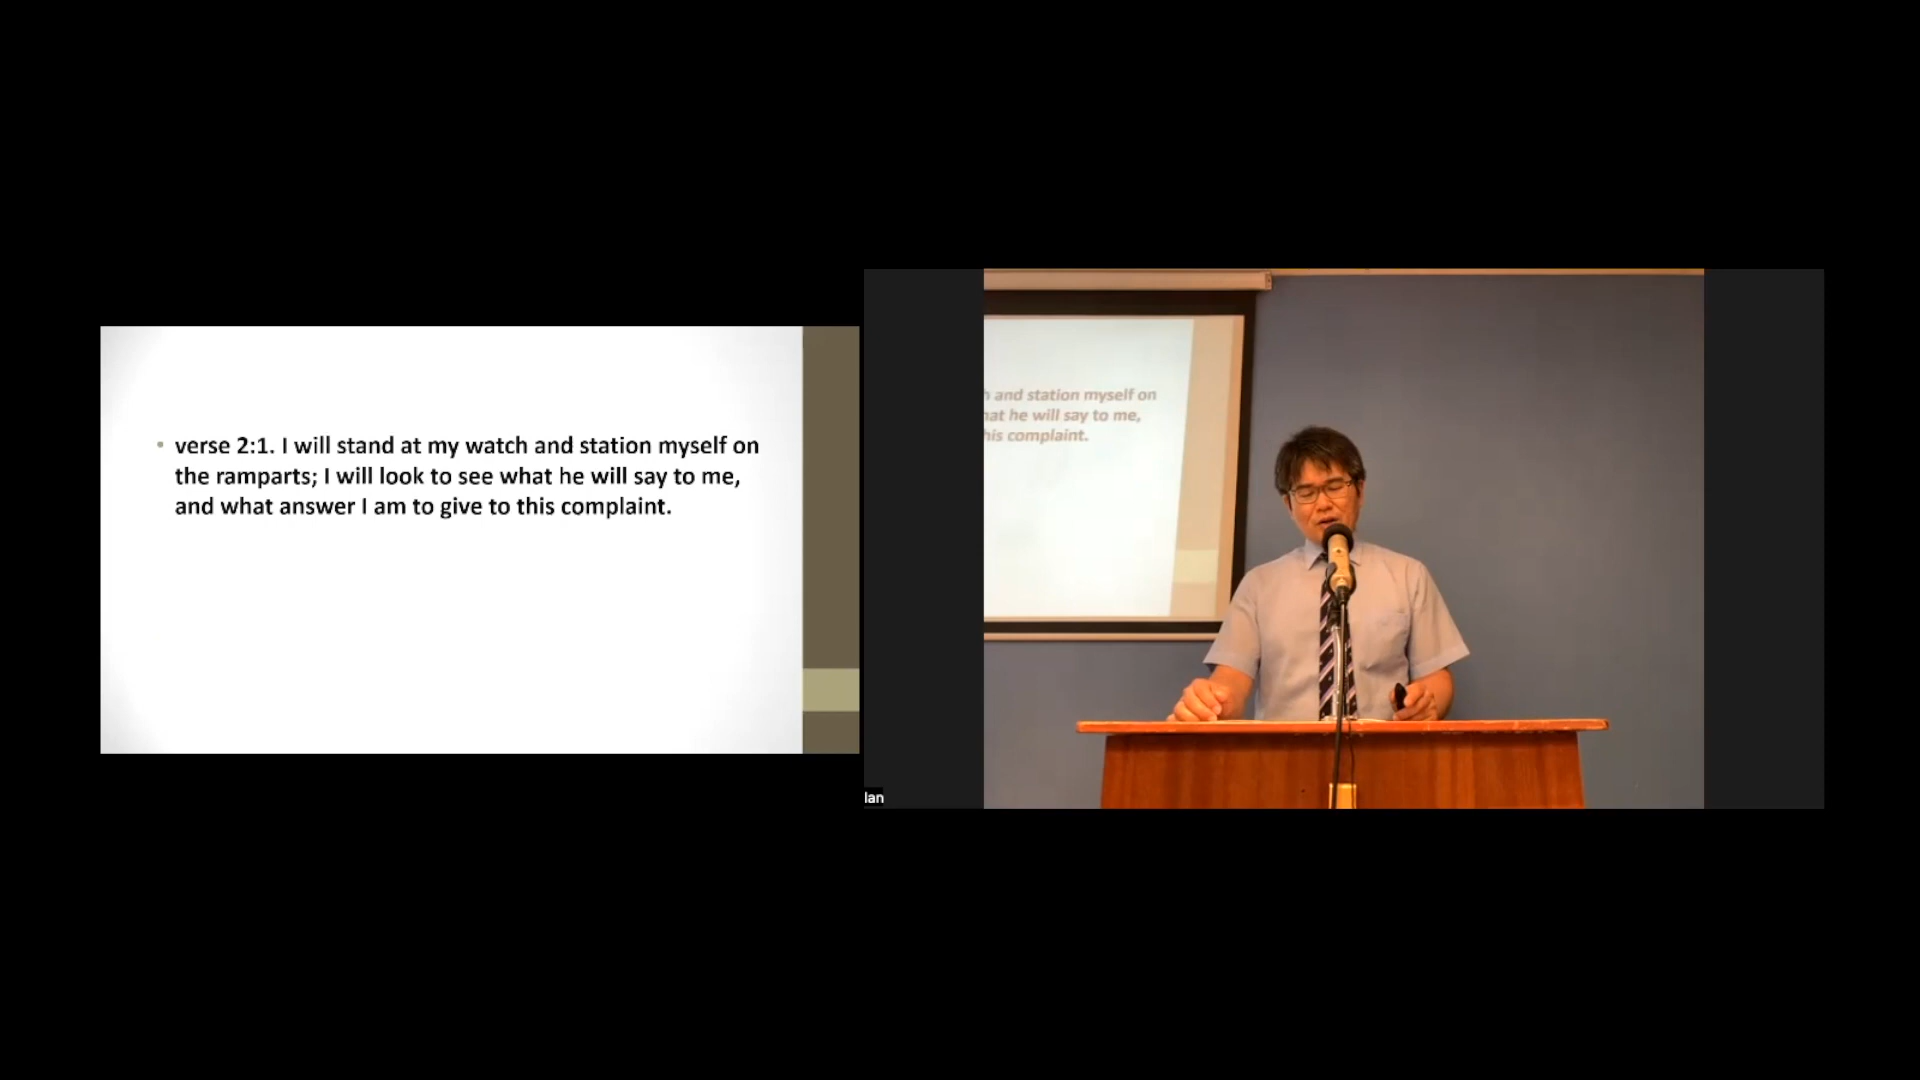 • verse 2:1. I will stand at my watch and station myself on
the ramparts; I will look to see what he will say to me,
and what answer I am to give to this complaint.
and station myself on
he will say to me,
his complaint.
lan